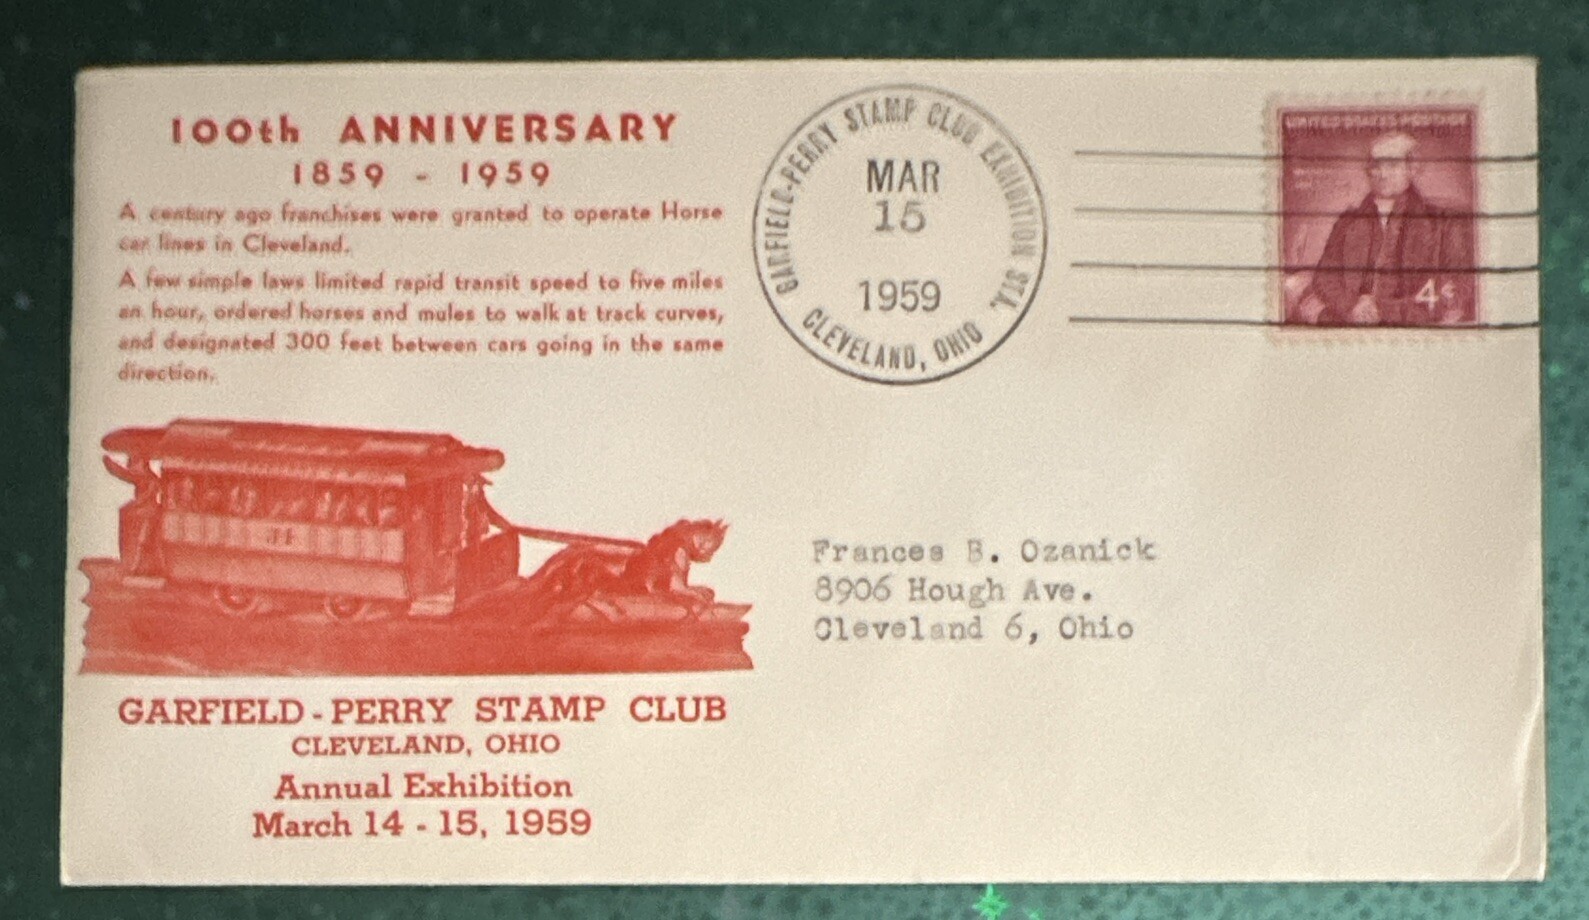 100th ANNIVERSARY
1859 - 1959
A century ago franchises were granted to operate Horse
car lines in Cleveland.
A few simple laws limited rapid transit speed to five miles
an hour, ordered horses and mules to walk at track curves,
and designated 300 feet between cars going in the same
direction.
GARFIELD - PERRY STAMP CLUB
CLEVELAND, OHIO
Annual Exhibition
March 14 - 15, 1959
GARFIELD-PERRY STAMP CLUB EXHIBITION STA.
MAR
15
1959
CLEVELAND, OHIO
UNITED STATES POSTAGE
4¢
Frances B. Ozanick
8906 Hough Ave.
Cleveland 6, Ohio